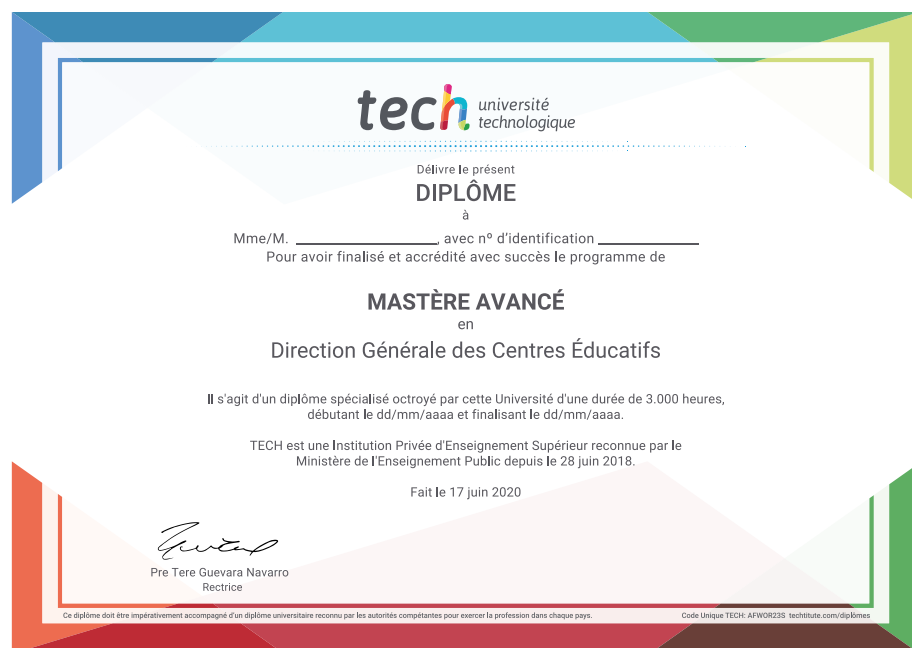 tech université
technologique
Délivre le présent
DIPLÔME
à
Mme/M. ____________________, avec nº d'identification ______________
Pour avoir finalisé et accrédité avec succès le programme de
MASTÈRE AVANCÉ
en
Direction Générale des Centres Éducatifs
Il s'agit d'un diplôme spécialisé octroyé par cette Université d'une durée de 3.000 heures,
débutant le dd/mm/aaaa et finalisant le dd/mm/aaaa.
TECH est une Institution Privée d'Enseignement Supérieur reconnue par le
Ministère de l'Enseignement Public depuis le 28 juin 2018.
Fait le 17 juin 2020
Pre Tere Guevara Navarro
Rectrice
Ce diplôme doit être impérativement accompagné d'un diplôme universitaire reconnu par les autorités compétantes pour exercer la profession dans chaque pays.
Code Unique TECH: AFWOR23S techtitute.com/diplômes